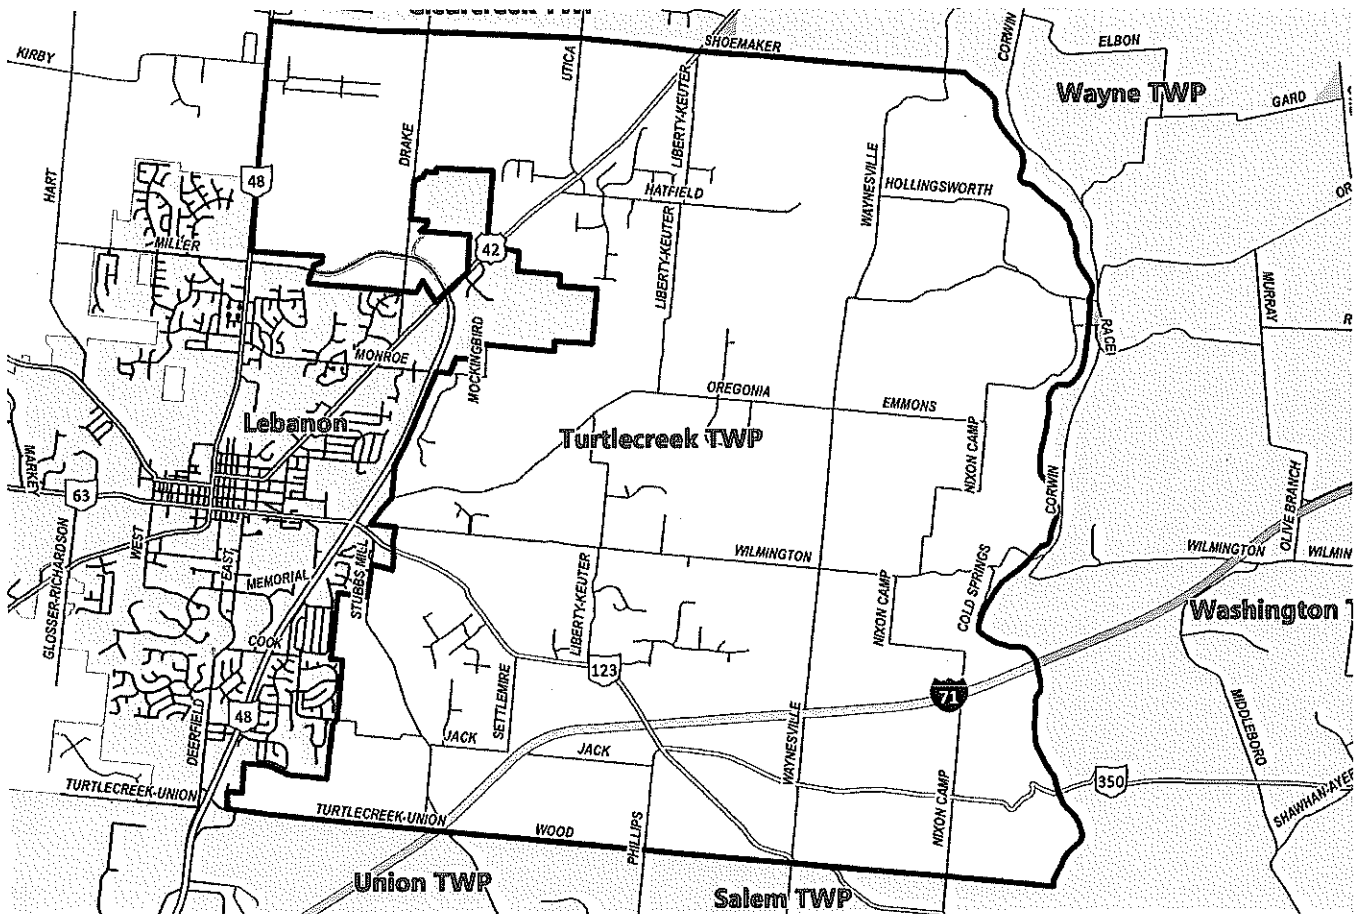 SHOEMAKER
CORWIN
ELBON
KIRBY
UTICA
LIBERTY-KEUTER
Wayne TWP
GARD
DRAKE
HART
48
HATFIELD
WAYNESVILLE
HOLLINGSWORTH
MILLER
42
LIBERTY-KEUTER
MURRAY
MOCKINGBIRD
RACE
MONROE
OREGONIA
EMMONS
Lebanon
Turtlecreek TWP
NIXON CAMP
MARKEY
63
CORWIN
OLIVE BRANCH
GLOSSER-RICHARDSON
WEST
EAST
WILMINGTON
WILMINGTON
WILMIN
MEMORIAL
STUBBS MILL
LIBERTY-KEUTER
NIXON CAMP
COLD SPRINGS
Washington T
COOK
123
SETTLEMIRE
71
48
DEERFIELD
JACK
JACK
WAYNESVILLE
MIDDLEBORO
TURTLECREEK-UNION
350
TURTLECREEK-UNION
WOOD
PHILLIPS
NIXON CAMP
SHAWHAN-AYER
Union TWP
Salem TWP